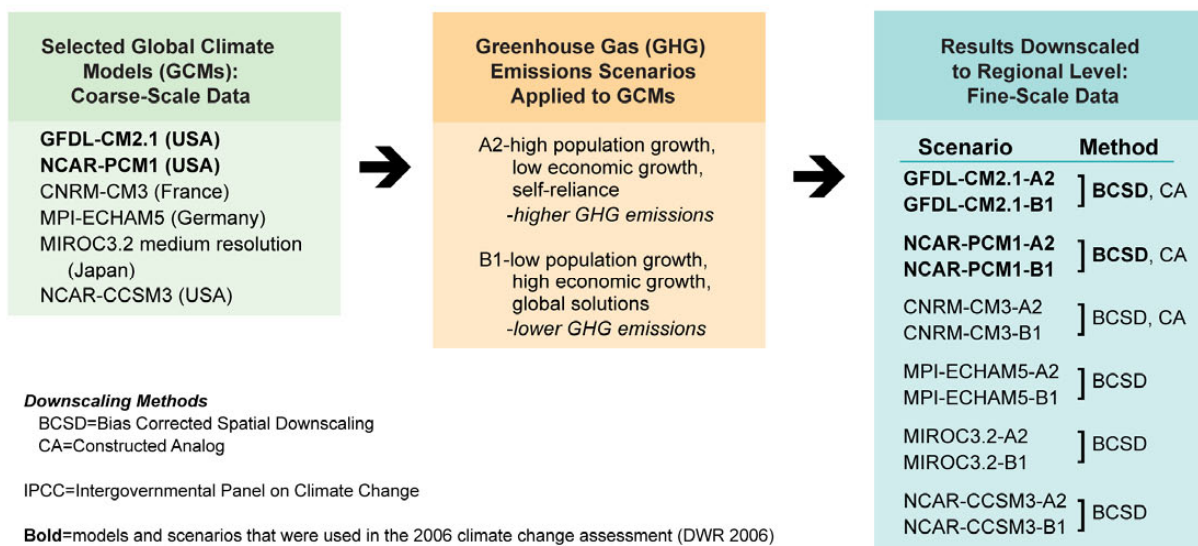 Selected Global Climate
Models (GCMs):
Coarse-Scale Data
GFDL-CM2.1 (USA)
NCAR-PCM1 (USA)
CNRM-CM3 (France)
MPI-ECHAM5 (Germany)
MIROC3.2 medium resolution
(Japan)
NCAR-CCSM3 (USA)
Greenhouse Gas (GHG)
Emissions Scenarios
Applied to GCMs
A2-high population growth,
low economic growth,
self-reliance
-higher GHG emissions
B1-low population growth,
high economic growth,
global solutions
-lower GHG emissions
Results Downscaled
to Regional Level:
Fine-Scale Data
Scenario Method
GFDL-CM2.1-A2
GFDL-CM2.1-B1
] BCSD, CA
NCAR-PCM1-A2
NCAR-PCM1-B1
] BCSD, CA
CNRM-CM3-A2
CNRM-CM3-B1
] BCSD, CA
MPI-ECHAM5-A2
MPI-ECHAM5-B1
] BCSD
MIROC3.2-A2
MIROC3.2-B1
] BCSD
NCAR-CCSM3-A2
NCAR-CCSM3-B1
] BCSD
Downscaling Methods
BCSD=Bias Corrected Spatial Downscaling
CA=Constructed Analog
IPCC=Intergovernmental Panel on Climate Change
Bold=models and scenarios that were used in the 2006 climate change assessment (DWR 2006)